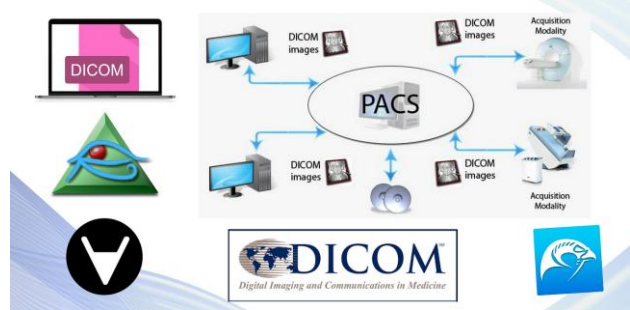 DICOM
DICOM
images
DICOM
images
Acquisition
Modality
PACS
DICOM
images
DICOM
images
Acquisition
Modality
DICOM
Digital Imaging and Communications in Medicine